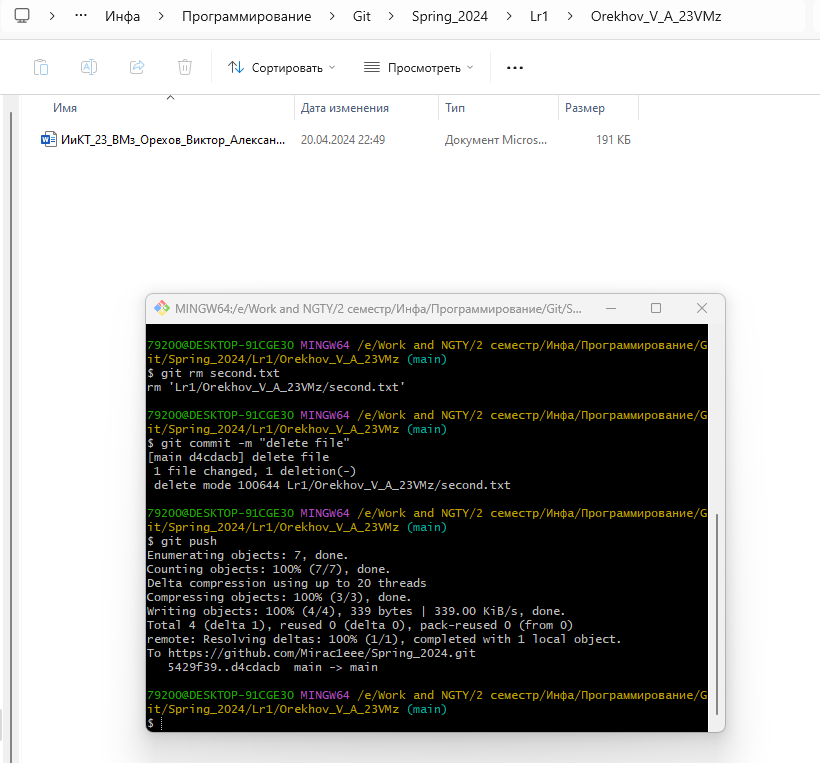 Инфа Программирование Git Spring_2024 Lr1 Orekhov_V_A_23VMz
Сортировать Просмотреть
Имя Дата изменения Тип Размер
ИиКТ_23_ВМз_Орехов_Виктор_Алексан... 20.04.2024 22:49 Документ Micros... 191 КБ
MINGW64:/e/Work and NGTY/2 семестр/Инфа/Программирование/Git/S...
79200@DESKTOP-91CGE3O MINGW64 /e/Work and NGTY/2 семестр/Инфа/Программирование/G
it/Spring_2024/Lr1/Orekhov_V_A_23VMz (main)
$ git rm second.txt
rm 'Lr1/Orekhov_V_A_23VMz/second.txt'
79200@DESKTOP-91CGE3O MINGW64 /e/Work and NGTY/2 семестр/Инфа/Программирование/G
it/Spring_2024/Lr1/Orekhov_V_A_23VMz (main)
$ git commit -m "delete file"
[main d4cdacb] delete file
1 file changed, 1 deletion(-)
delete mode 100644 Lr1/Orekhov_V_A_23VMz/second.txt
79200@DESKTOP-91CGE3O MINGW64 /e/Work and NGTY/2 семестр/Инфа/Программирование/G
it/Spring_2024/Lr1/Orekhov_V_A_23VMz (main)
$ git push
Enumerating objects: 7, done.
Counting objects: 100% (7/7), done.
Delta compression using up to 20 threads
Compressing objects: 100% (3/3), done.
Writing objects: 100% (4/4), 339 bytes | 339.00 KiB/s, done.
Total 4 (delta 1), reused 0 (delta 0), pack-reused 0 (from 0)
remote: Resolving deltas: 100% (1/1), completed with 1 local object.
To https://github.com/Mirac1eee/Spring_2024.git
5429f39..d4cdacb main -> main
79200@DESKTOP-91CGE3O MINGW64 /e/Work and NGTY/2 семестр/Инфа/Программирование/G
it/Spring_2024/Lr1/Orekhov_V_A_23VMz (main)
$